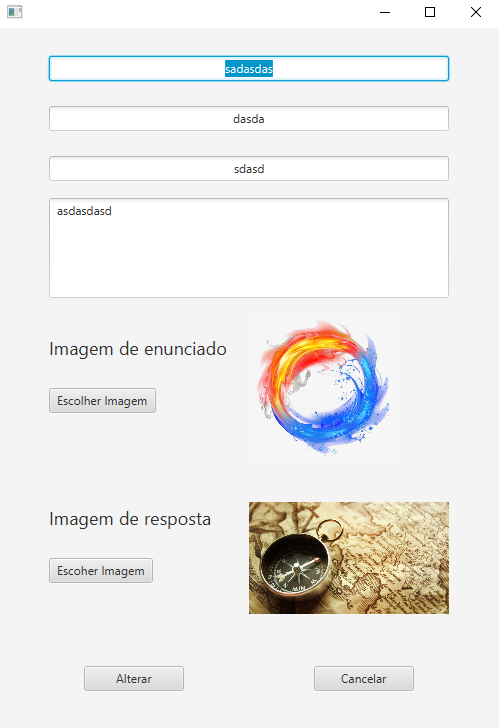 sadasdas
dasda
sdasd
asdasdasd
Imagem de enunciado
Escolher Imagem
Imagem de resposta
Escoher Imagem
Alterar
Cancelar